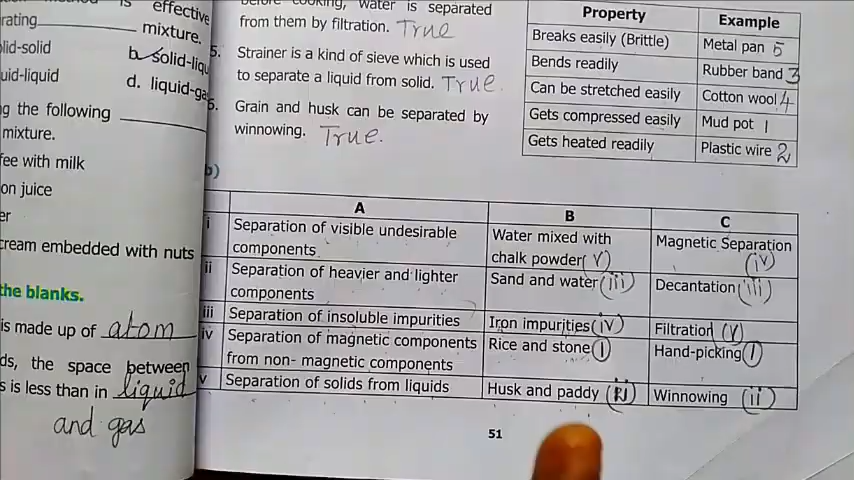 is effective
rating mixture.
lid-solid
b. Solid-liqu
uid-liquid
d. liquid-gas
ng the following
mixture.
fee with milk
on juice
er
cream embedded with nuts
the blanks.
is made up of atom
ds, the space between
s is less than in liquid
and gas
before cooking, water is separated
from them by filtration. True
5. Strainer is a kind of sieve which is used
to separate a liquid from solid. True.
6. Grain and husk can be separated by
winnowing. True.
Property Example
Breaks easily (Brittle) Metal pan 5
Bends readily Rubber band 3
Can be stretched easily Cotton wool 4
Gets compressed easily Mud pot 1
Gets heated readily Plastic wire 2
b)
A B C
i Separation of visible undesirable components Water mixed with chalk powder (v) Magnetic Separation (iv)
ii Separation of heavier and lighter components Sand and water (iii) Decantation (iii)
iii Separation of insoluble impurities Iron impurities (iv) Filtration (v)
iv Separation of magnetic components from non- magnetic components Rice and stone (i) Hand-picking (i)
v Separation of solids from liquids Husk and paddy (ii) Winnowing (ii)
51